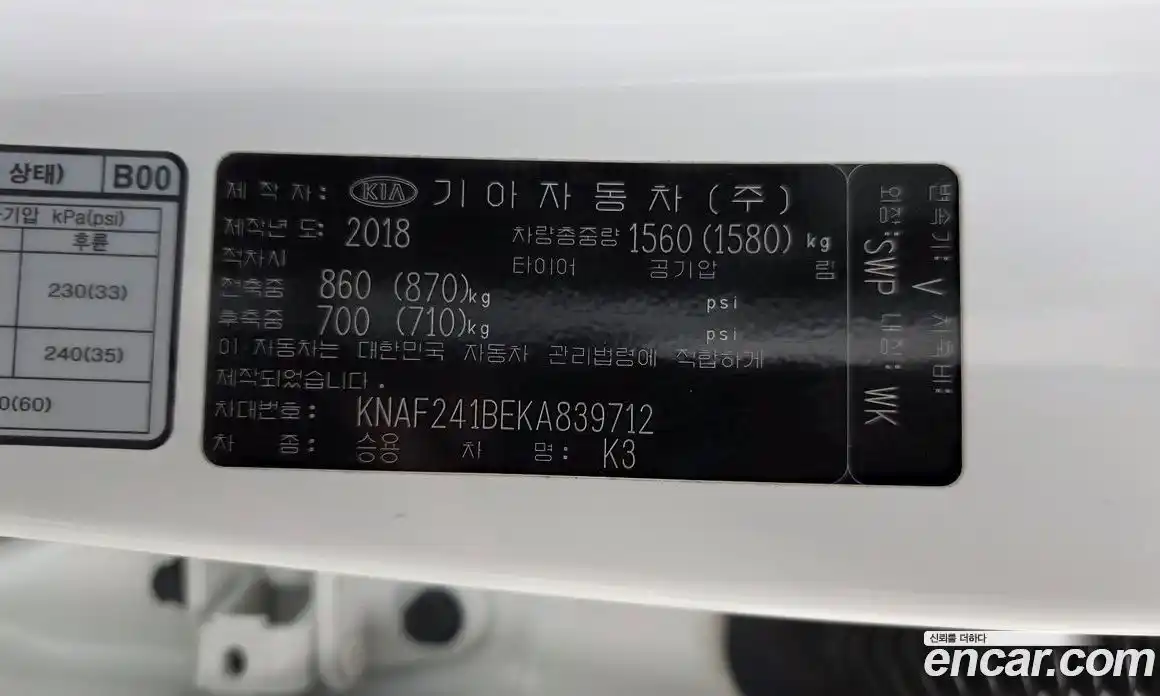 상태) B00
기압 kPa(psi)
후륜
230(33)
240(35)
0(60)
제 작 자 : KIA 기 아 자 동 차 ( 주 )
제작년 도: 2018 차량총중량 1560 (1580) kg
적차시 타이어 공기압 림
전축중 860 (870)kg psi
후축중 700 (710)kg psi
이 자동차는 대한민국 자동차 관리법령에 적합하게
제작되었습니다 .
차대번호 : KNAF241BEKA839712
차 종 : 승용 차 명 : K3
변속기: V 저축비:
외장:SWP 내장: WK
신뢰를 더하다
encar.com